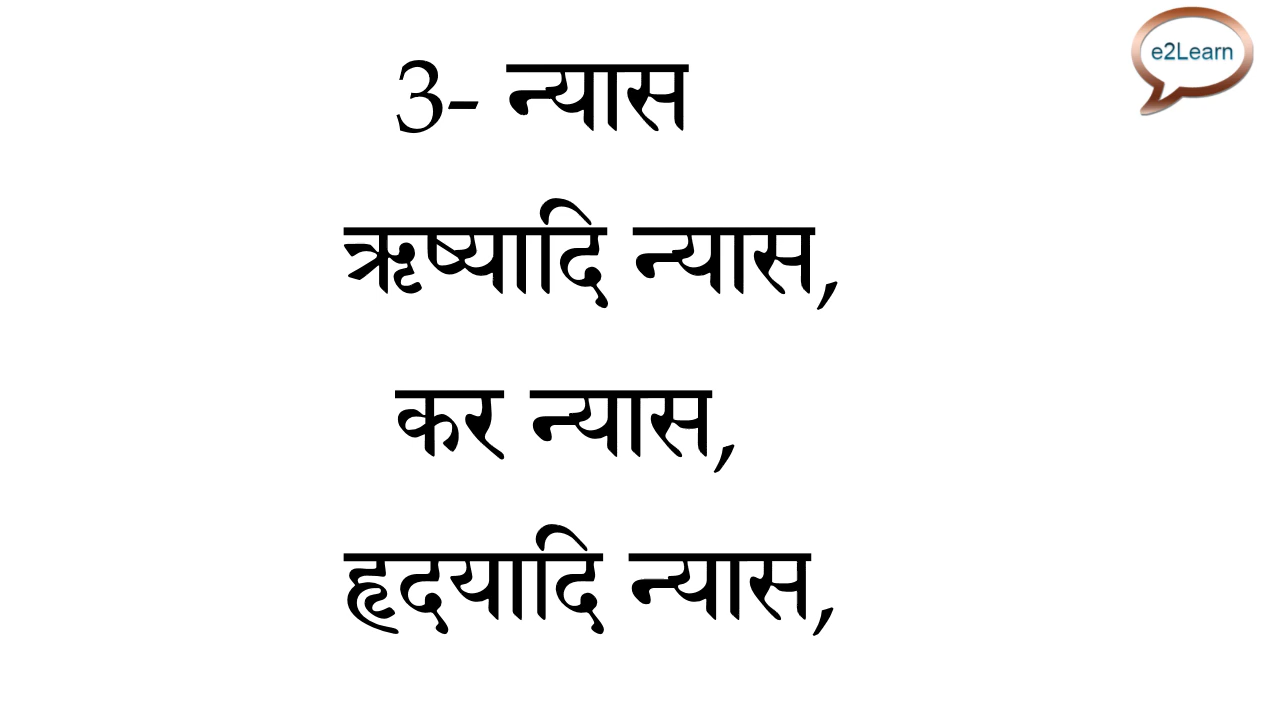 e2Learn
3- न्यास
ऋष्यादि न्यास,
कर न्यास,
हृदयादि न्यास,